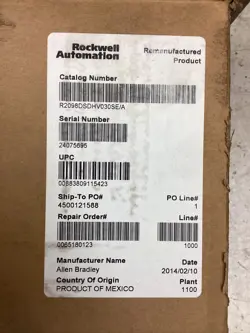 Rockwell Automation
Remanufactured Product
Catalog Number
R2098DSDHV030SE/A
Serial Number
24075695
UPC
00883809115423
Ship-To PO# PO Line#
4500121588 1
Repair Order# Line#
0065180123 1000
Manufacturer Name Date
Allen Bradley 2014/02/10
Country Of Origin Plant
PRODUCT OF MEXICO 1100